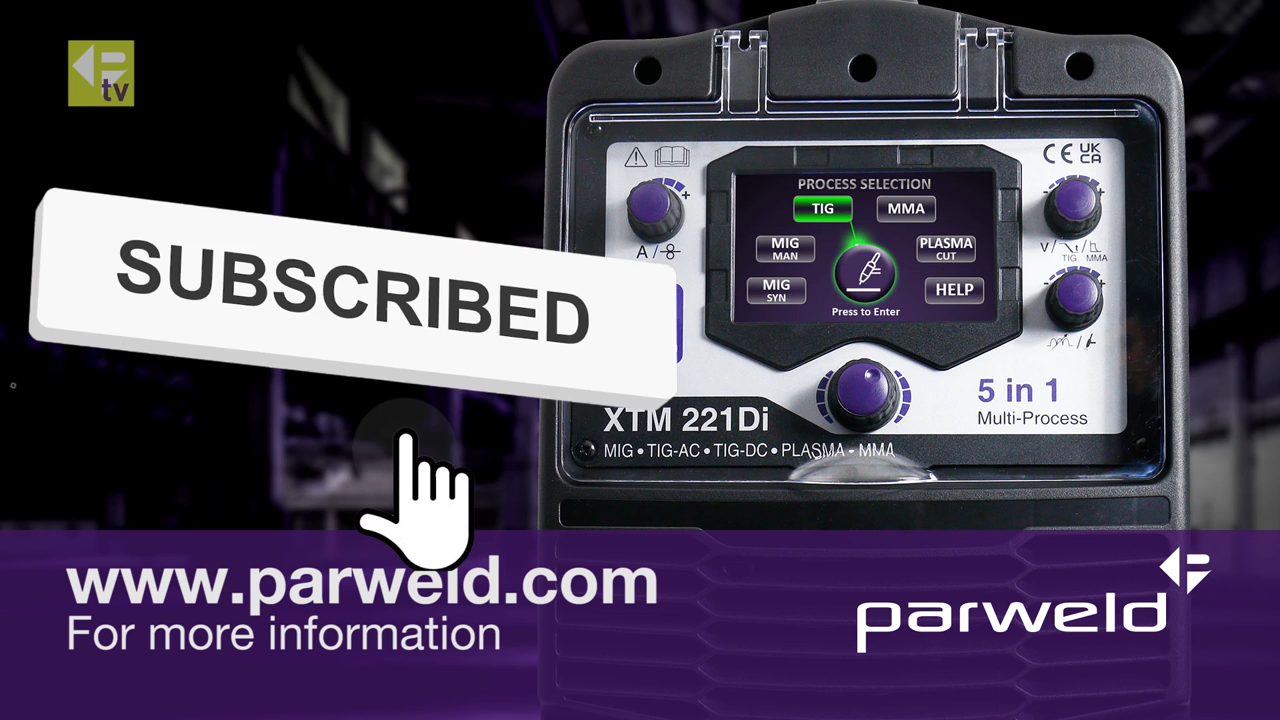 tv
SUBSCRIBED
CE UK CA
A /
V /
TIG MMA
PROCESS SELECTION
TIG
MMA
MIG
MAN
PLASMA
CUT
MIG
SYN
HELP
Press to Enter
5 in 1
Multi-Process
XTM 221Di
MIG • TIG-AC • TIG-DC • PLASMA • MMA
www.parweld.com
For more information
parweld